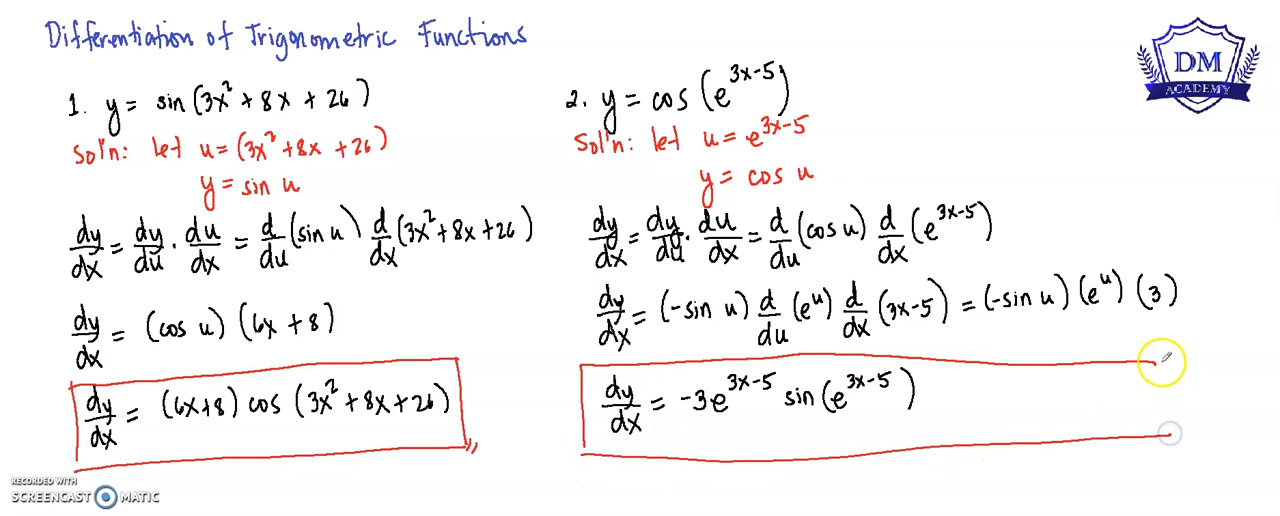 Differentiation of Trigonometric Functions
DM
ACADEMY
1. y = sin (3x² + 8x + 26)
Sol'n: let u = (3x² + 8x + 26)
y = sin u
dy/dx = dy/du · du/dx = d/du (sin u) d/dx (3x² + 8x + 26)
dy/dx = (cos u) (6x + 8)
dy/dx = (6x + 8) cos (3x² + 8x + 26)
2. y = cos (e^{3x-5})
Sol'n: let u = e^{3x-5}
y = cos u
dy/dx = dy/du · du/dx = d/du (cos u) d/dx (e^{3x-5})
dy/dx = (-sin u) d/du (e^u) d/dx (3x-5) = (-sin u) (e^u) (3)
dy/dx = -3e^{3x-5} sin (e^{3x-5})
RECORDED WITH
SCREENCAST MATIC